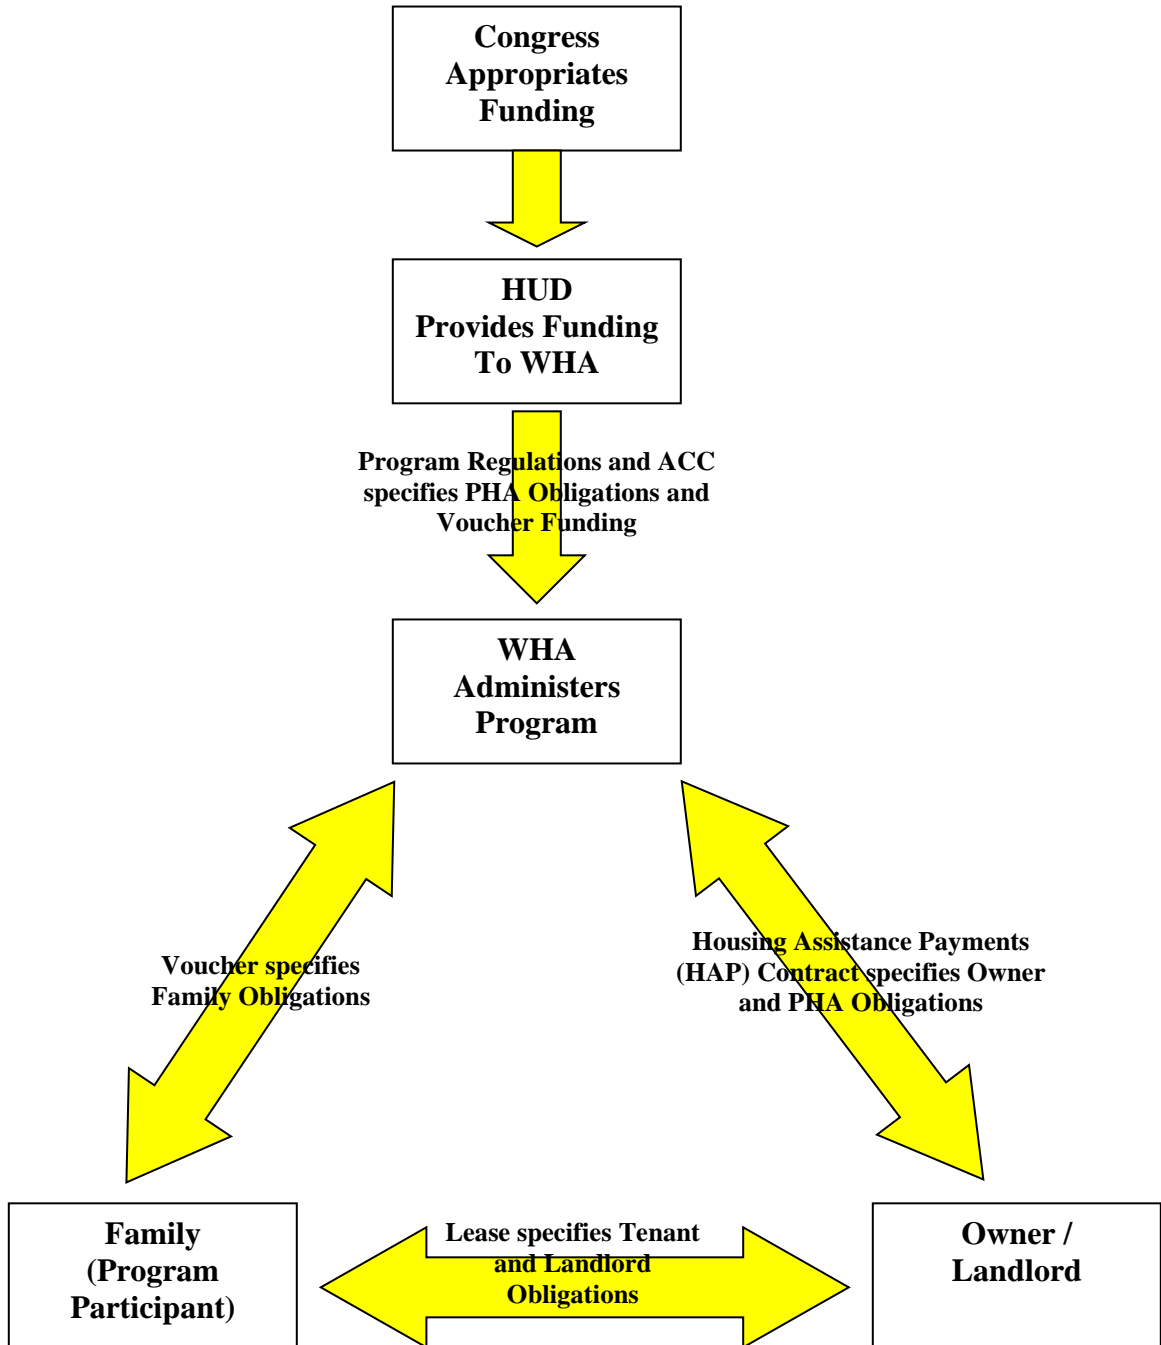 Congress
Appropriates
Funding
HUD
Provides Funding
To WHA
Program Regulations and ACC
specifies PHA Obligations and
Voucher Funding
WHA
Administers
Program
Voucher specifies
Family Obligations
Housing Assistance Payments
(HAP) Contract specifies Owner
and PHA Obligations
Family
(Program
Participant)
Lease specifies Tenant
and Landlord
Obligations
Owner /
Landlord